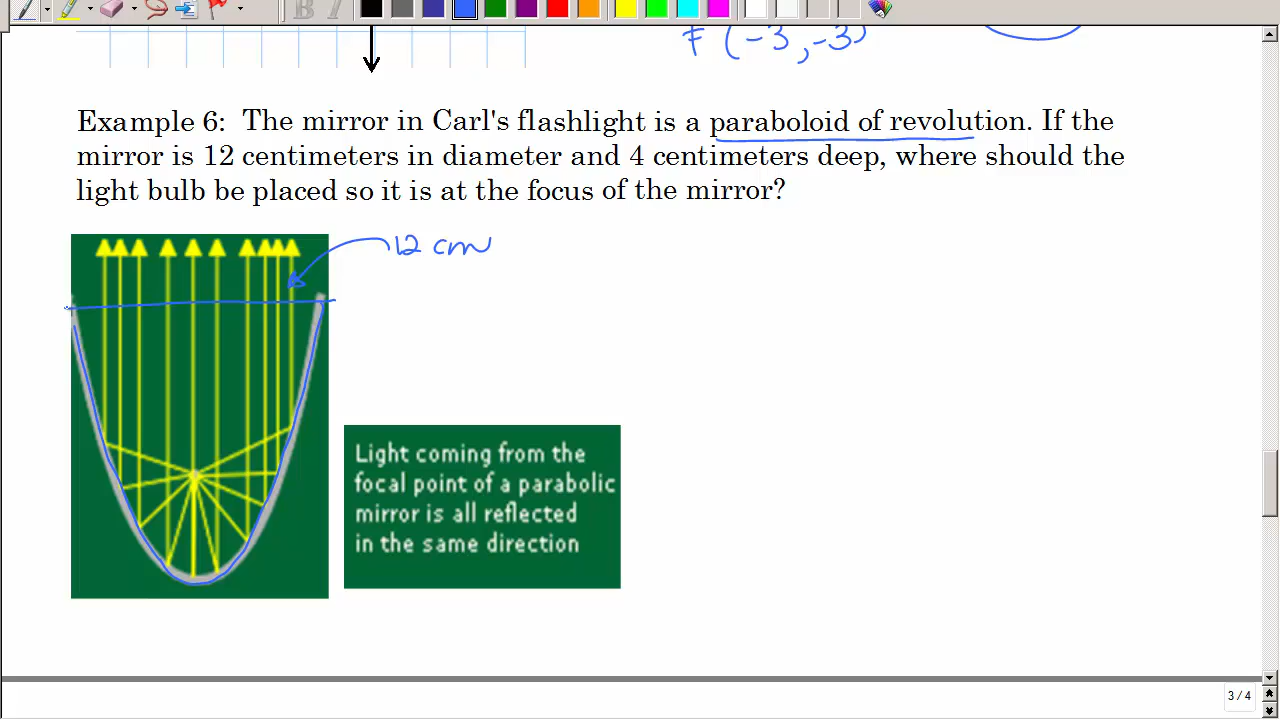 B I
F (-3, -3)
Example 6: The mirror in Carl's flashlight is a paraboloid of revolution. If the
mirror is 12 centimeters in diameter and 4 centimeters deep, where should the
light bulb be placed so it is at the focus of the mirror?
12 cm
Light coming from the
focal point of a parabolic
mirror is all reflected
in the same direction
3 / 4